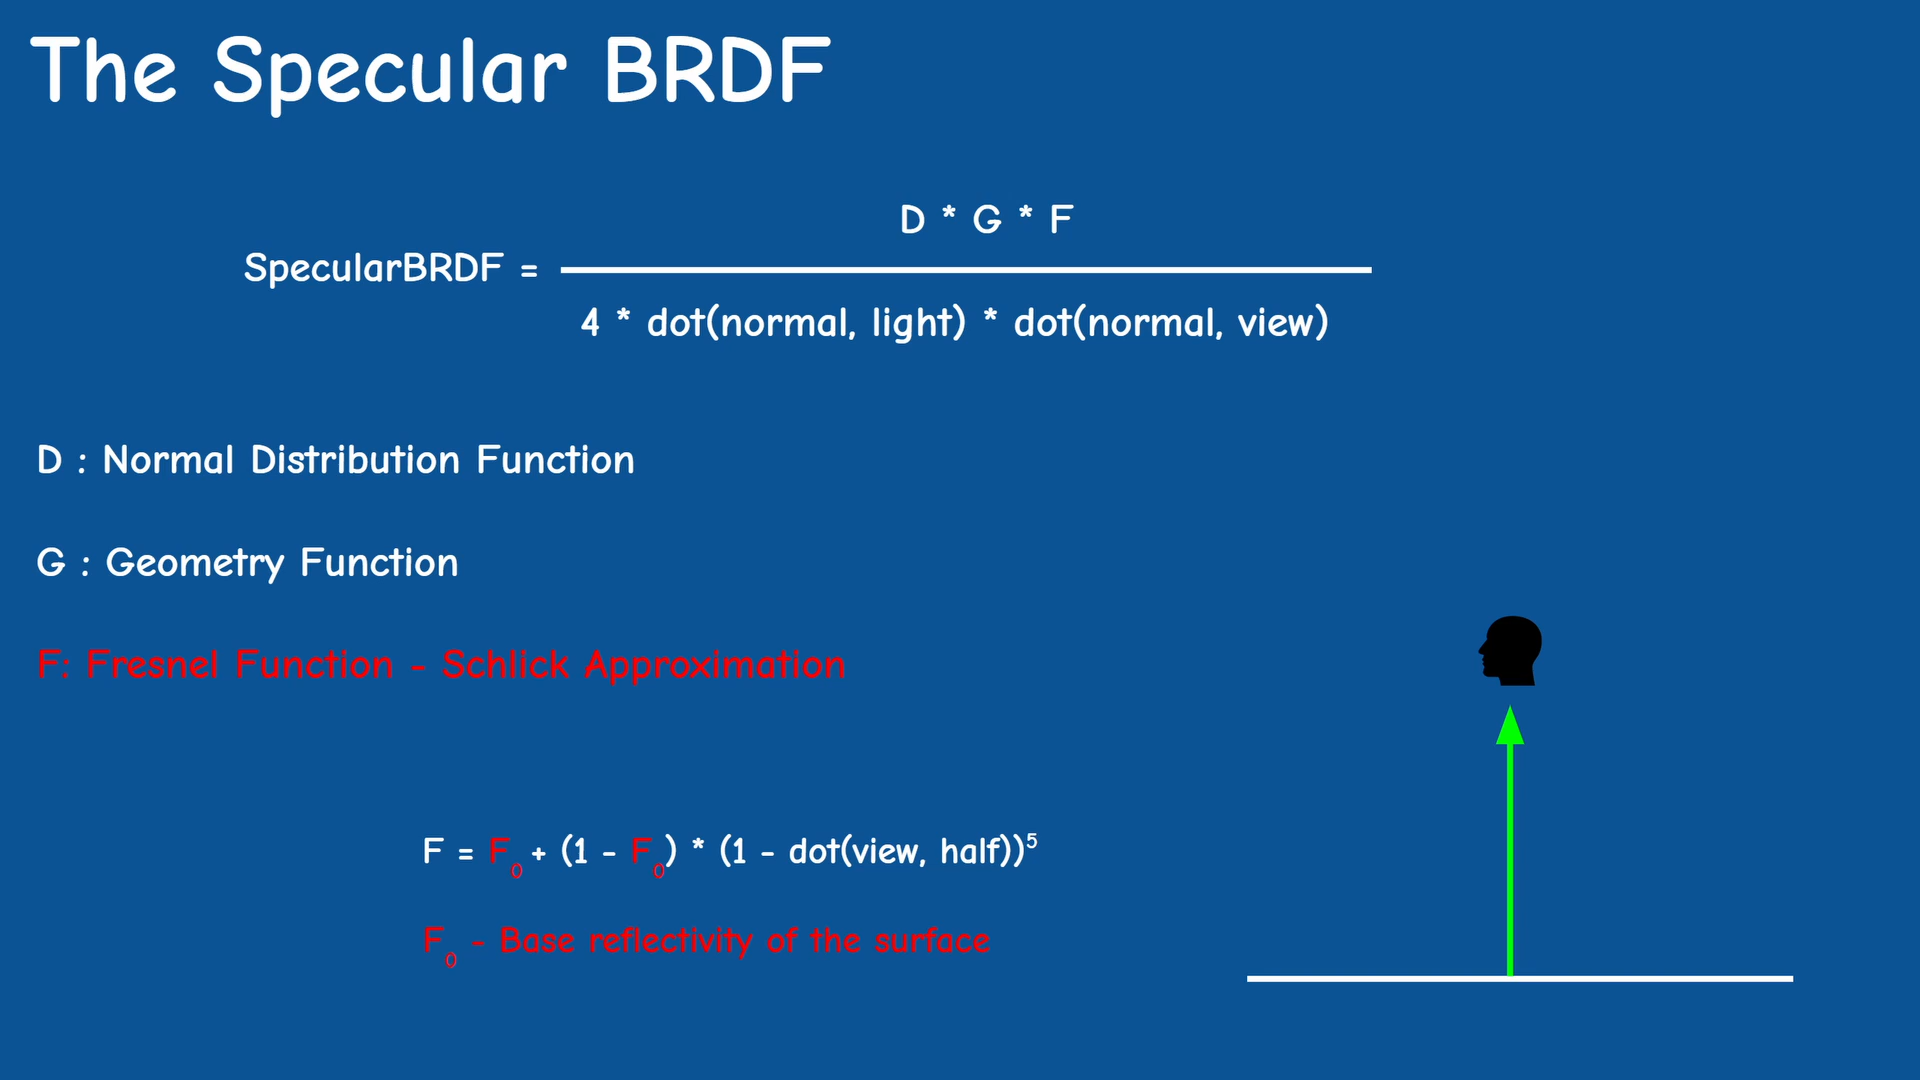 The Specular BRDF
D * G * F
SpecularBRDF =
4 * dot(normal, light) * dot(normal, view)
D : Normal Distribution Function
G : Geometry Function
F: Fresnel Function - Schlick Approximation
F = F₀ + (1 - F₀) * (1 - dot(view, half))⁵
F₀ - Base reflectivity of the surface